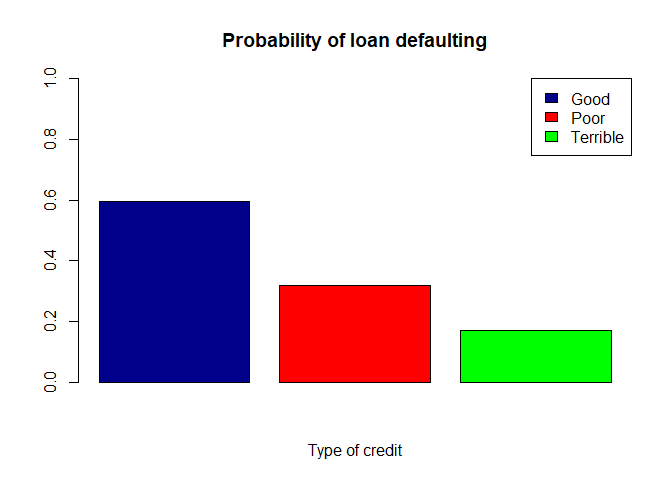 Probability of loan defaulting
1.0
0.8
0.6
0.4
0.2
0.0
Good
Poor
Terrible
Type of credit